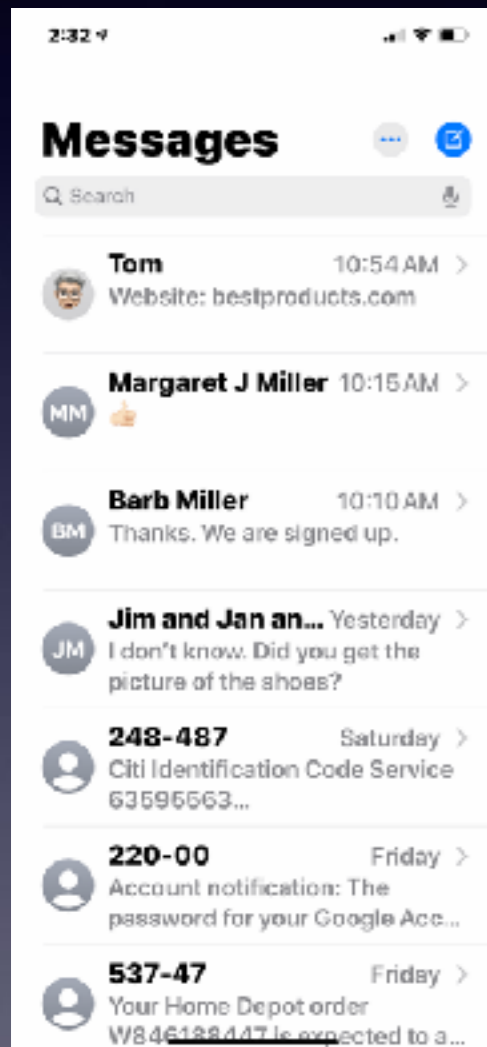 2:32
Messages
Search
Tom 10:54 AM
Website: bestproducts.com
Margaret J Miller 10:15 AM
MM
Barb Miller 10:10 AM
BM
Thanks. We are signed up.
Jim and Jan an... Yesterday
JM
I don't know. Did you get the
picture of the shoes?
248-487 Saturday
Citi Identification Code Service
63595563...
220-00 Friday
Account notification: The
password for your Google Acc...
537-47 Friday
Your Home Depot order
W846188447 is expected to a...